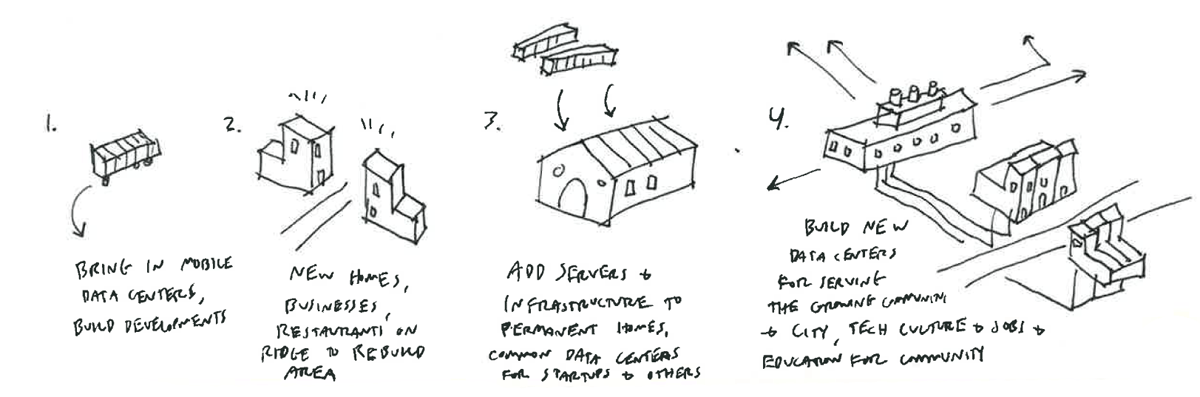 1.
BRING IN MOBILE
DATA CENTERS,
BUILD DEVELOPMENTS
2.
NEW HOMES,
BUSINESSES,
RESTAURANTS ON
RIDGE TO REBUILD
AREA
3.
ADD SERVERS +
INFRASTRUCTURE TO
PERMANENT HOMES,
COMMON DATA CENTERS
FOR STARTUPS + OTHERS
4.
BUILD NEW
DATA CENTERS
FOR SERVING
THE GROWING COMMUNITY
+ CITY, TECH CULTURE + JOBS +
EDUCATION FOR COMMUNITY